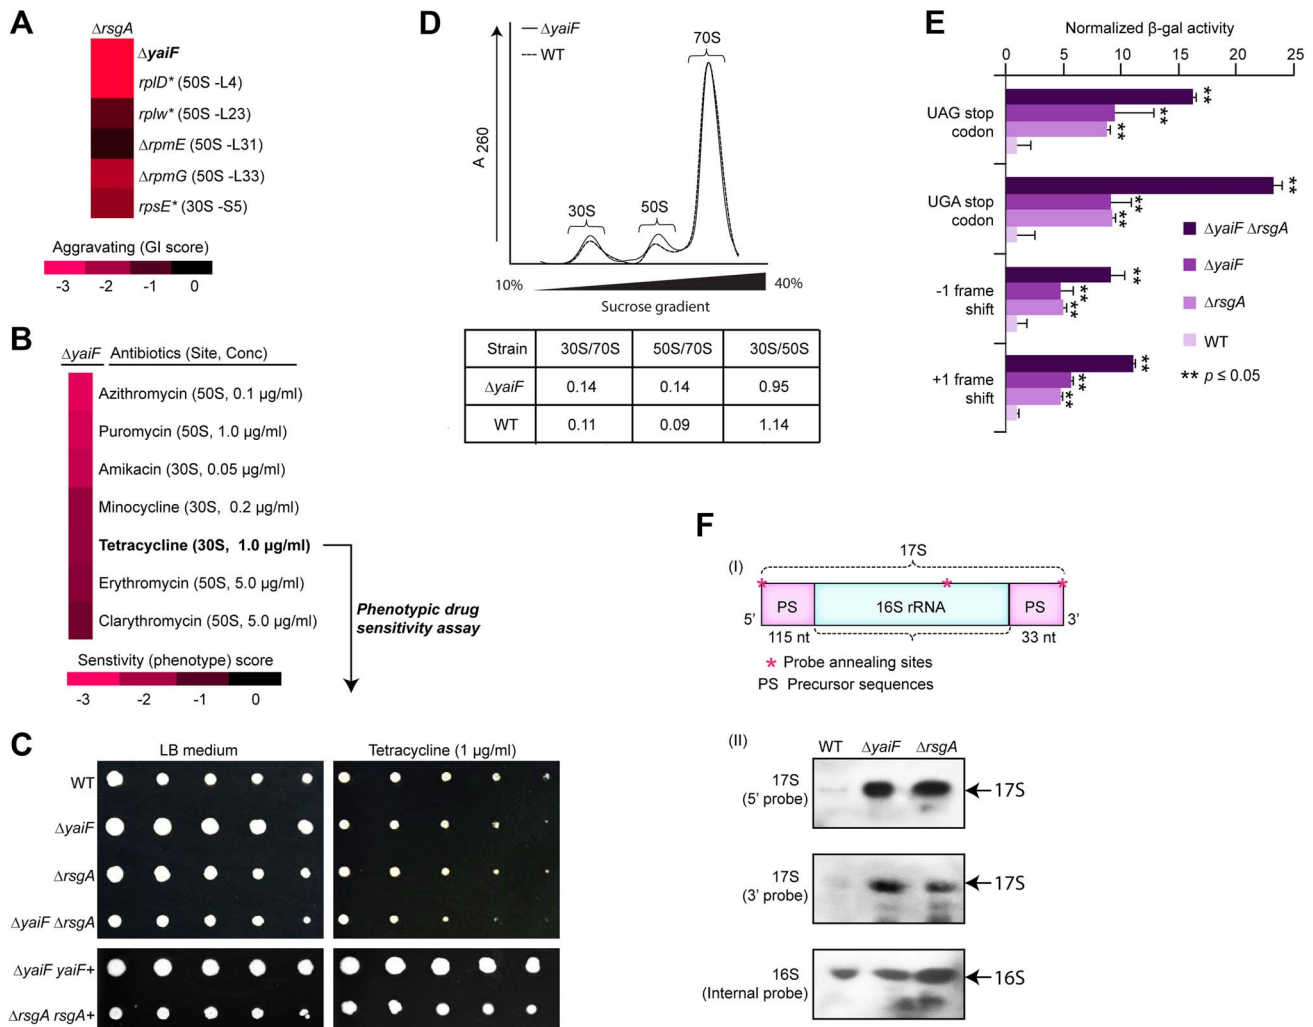 A
ΔrsgA
ΔyaiF
rplD* (50S -L4)
rplw* (50S -L23)
ΔrpmE (50S -L31)
ΔrpmG (50S -L33)
rpsE* (30S -S5)
Aggravating (GI score)
-3 -2 -1 0
B
ΔyaiF Antibiotics (Site, Conc)
Azithromycin (50S, 0.1 µg/ml)
Puromycin (50S, 1.0 µg/ml)
Amikacin (30S, 0.05 µg/ml)
Minocycline (30S, 0.2 µg/ml)
Tetracycline (30S, 1.0 µg/ml)
Erythromycin (50S, 5.0 µg/ml)
Clarythromycin (50S, 5.0 µg/ml)
Phenotypic drug
sensitivity assay
Senstivity (phenotype) score
-3 -2 -1 0
C
LB medium Tetracycline (1 µg/ml)
WT
ΔyaiF
ΔrsgA
ΔyaiF ΔrsgA
ΔyaiF yaiF+
ΔrsgA rsgA+
D
ΔyaiF
WT
A 260
30S
50S
70S
10% 40%
Sucrose gradient
Strain 30S/70S 50S/70S 30S/50S
ΔyaiF 0.14 0.14 0.95
WT 0.11 0.09 1.14
E
Normalized β-gal activity
0 5 10 15 20 25
UAG stop
codon
**
**
**
UGA stop
codon
**
**
**
-1 frame
shift
**
**
**
+1 frame
shift
**
**
**
ΔyaiF ΔrsgA
ΔyaiF
ΔrsgA
WT
** p ≤ 0.05
F
(I)
17S
* * *
5' PS 16S rRNA PS 3'
115 nt 33 nt
* Probe annealing sites
PS Precursor sequences
(II)
WT ΔyaiF ΔrsgA
17S
(5' probe)
17S
17S
(3' probe)
17S
16S
(Internal probe)
16S